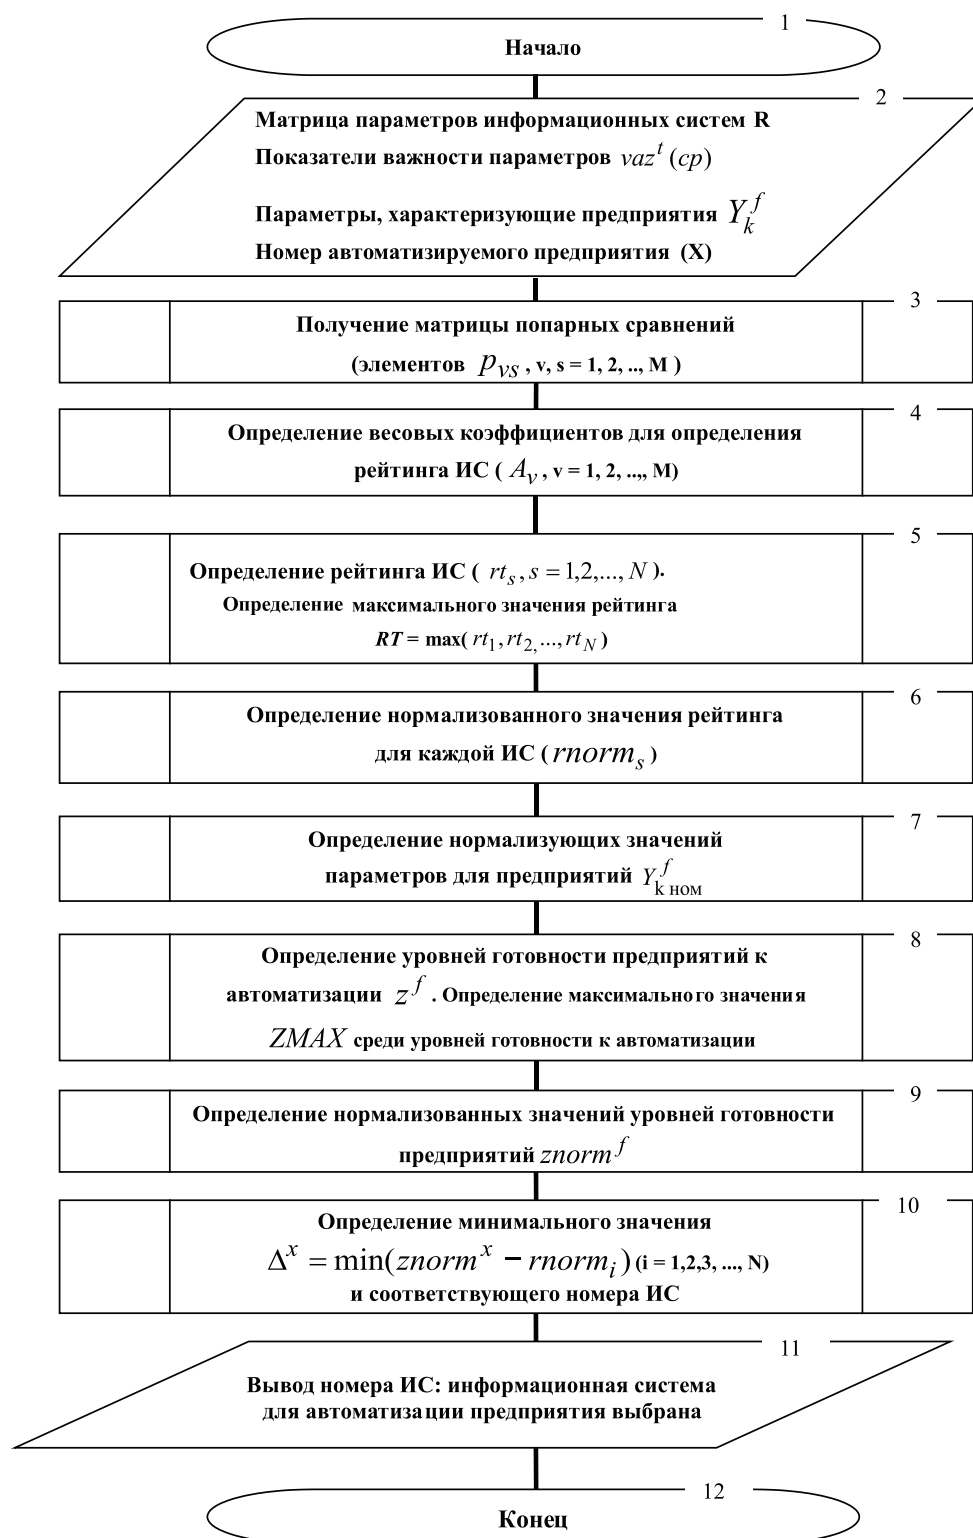 1
Начало
2
Матрица параметров информационных систем R
Показатели важности параметров vaz^t (cp)
Параметры, характеризующие предприятия Y_k^f
Номер автоматизируемого предприятия (X)
3
Получение матрицы попарных сравнений
(элементов p_vs , v, s = 1, 2, .., M )
4
Определение весовых коэффициентов для определения
рейтинга ИС ( A_v , v = 1, 2, ..,, M)
5
Определение рейтинга ИС ( rt_s , s = 1,2,..., N ).
Определение максимального значения рейтинга
RT = max( rt_1 , rt_2, ,..., rt_N )
6
Определение нормализованного значения рейтинга
для каждой ИС ( rnorm_s )
7
Определение нормализующих значений
параметров для предприятий Y_k ном^f
8
Определение уровней готовности предприятий к
автоматизации z^f . Определение максимального значения
ZMAX среди уровней готовности к автоматизации
9
Определение нормализованных значений уровней готовности
предприятий znorm^f
10
Определение минимального значения
Δ^x = min(znorm^x − rnorm_i) (i = 1,2,3, ..., N)
и соответствующего номера ИС
11
Вывод номера ИС: информационная система
для автоматизации предприятия выбрана
12
Конец